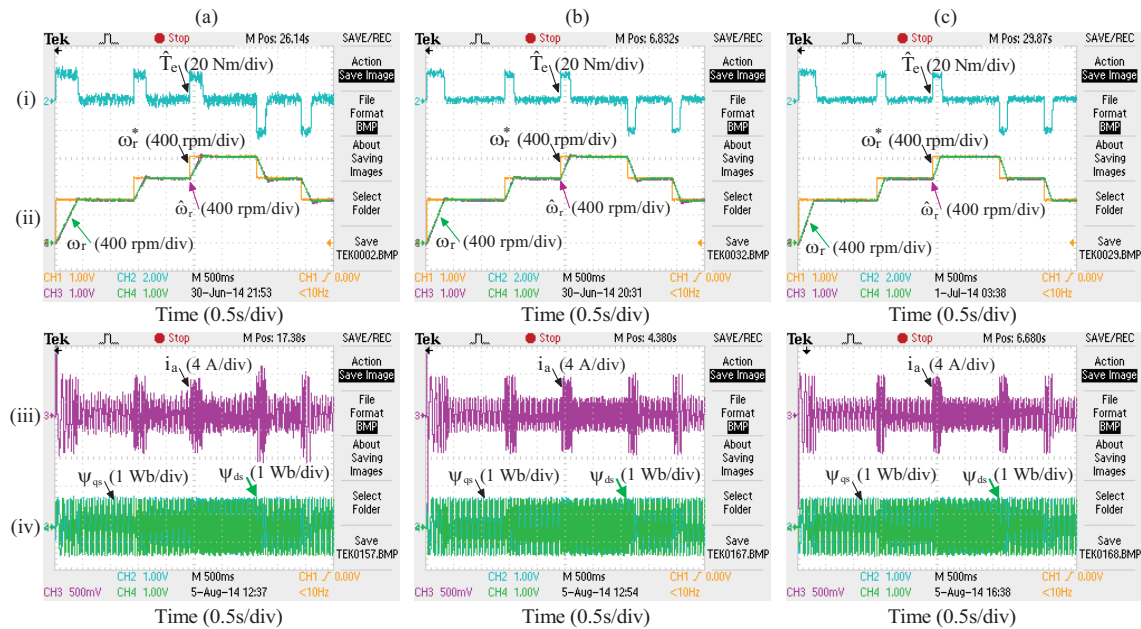 (a) (b) (c)
Tek Stop M Pos: 26.14s SAVE/REC
T̂e (20 Nm/div)
Action
Save Image
(i)
2
File
Format
BMP
ωr* (400 rpm/div)
About
Saving
Images
ω̂r (400 rpm/div)
Select
Folder
(ii)
ωr (400 rpm/div)
Save
TEK0002.BMP
CH1 1.00V CH2 2.00V M 500ms CH1 / 0.00V
CH3 1.00V CH4 1.00V 30-Jun-14 21:53 <10Hz
Time (0.5s/div)
Tek Stop M Pos: 6.832s SAVE/REC
T̂e (20 Nm/div)
Action
Save Image
2
File
Format
BMP
ωr* (400 rpm/div)
About
Saving
Images
ω̂r (400 rpm/div)
Select
Folder
ωr (400 rpm/div)
Save
TEK0032.BMP
CH1 1.00V CH2 2.00V M 500ms CH1 / 0.00V
CH3 1.00V CH4 1.00V 30-Jun-14 20:31 <10Hz
Time (0.5s/div)
Tek Stop M Pos: 29.87s SAVE/REC
T̂e (20 Nm/div)
Action
Save Image
2
File
Format
BMP
ωr* (400 rpm/div)
About
Saving
Images
ω̂r (400 rpm/div)
Select
Folder
ωr (400 rpm/div)
Save
TEK0029.BMP
CH1 1.00V CH2 2.00V M 500ms CH1 / 0.00V
CH3 1.00V CH4 1.00V 1-Jul-14 03:38 <10Hz
Time (0.5s/div)
Tek Stop M Pos: 17.38s SAVE/REC
ia (4 A/div)
Action
Save Image
(iii)
3
File
Format
BMP
About
Saving
Images
ψqs (1 Wb/div) ψds (1 Wb/div)
Select
Folder
(iv)
Save
TEK0157.BMP
CH2 1.00V M 500ms CH1 / 0.00V
CH3 500mV CH4 1.00V 5-Aug-14 12:37 <10Hz
Time (0.5s/div)
Tek Stop M Pos: 4.380s SAVE/REC
ia (4 A/div)
Action
Save Image
3
File
Format
BMP
About
Saving
Images
ψqs (1 Wb/div) ψds (1 Wb/div)
Select
Folder
Save
TEK0167.BMP
CH2 1.00V M 500ms CH1 / 0.00V
CH3 500mV CH4 1.00V 5-Aug-14 12:54 <10Hz
Time (0.5s/div)
Tek Stop M Pos: 6.680s SAVE/REC
ia (4 A/div)
Action
Save Image
3
File
Format
BMP
About
Saving
Images
ψqs (1 Wb/div) ψds (1 Wb/div)
Select
Folder
Save
TEK0168.BMP
CH2 1.00V M 500ms CH1 / 0.00V
CH3 500mV CH4 1.00V 5-Aug-14 16:38 <10Hz
Time (0.5s/div)